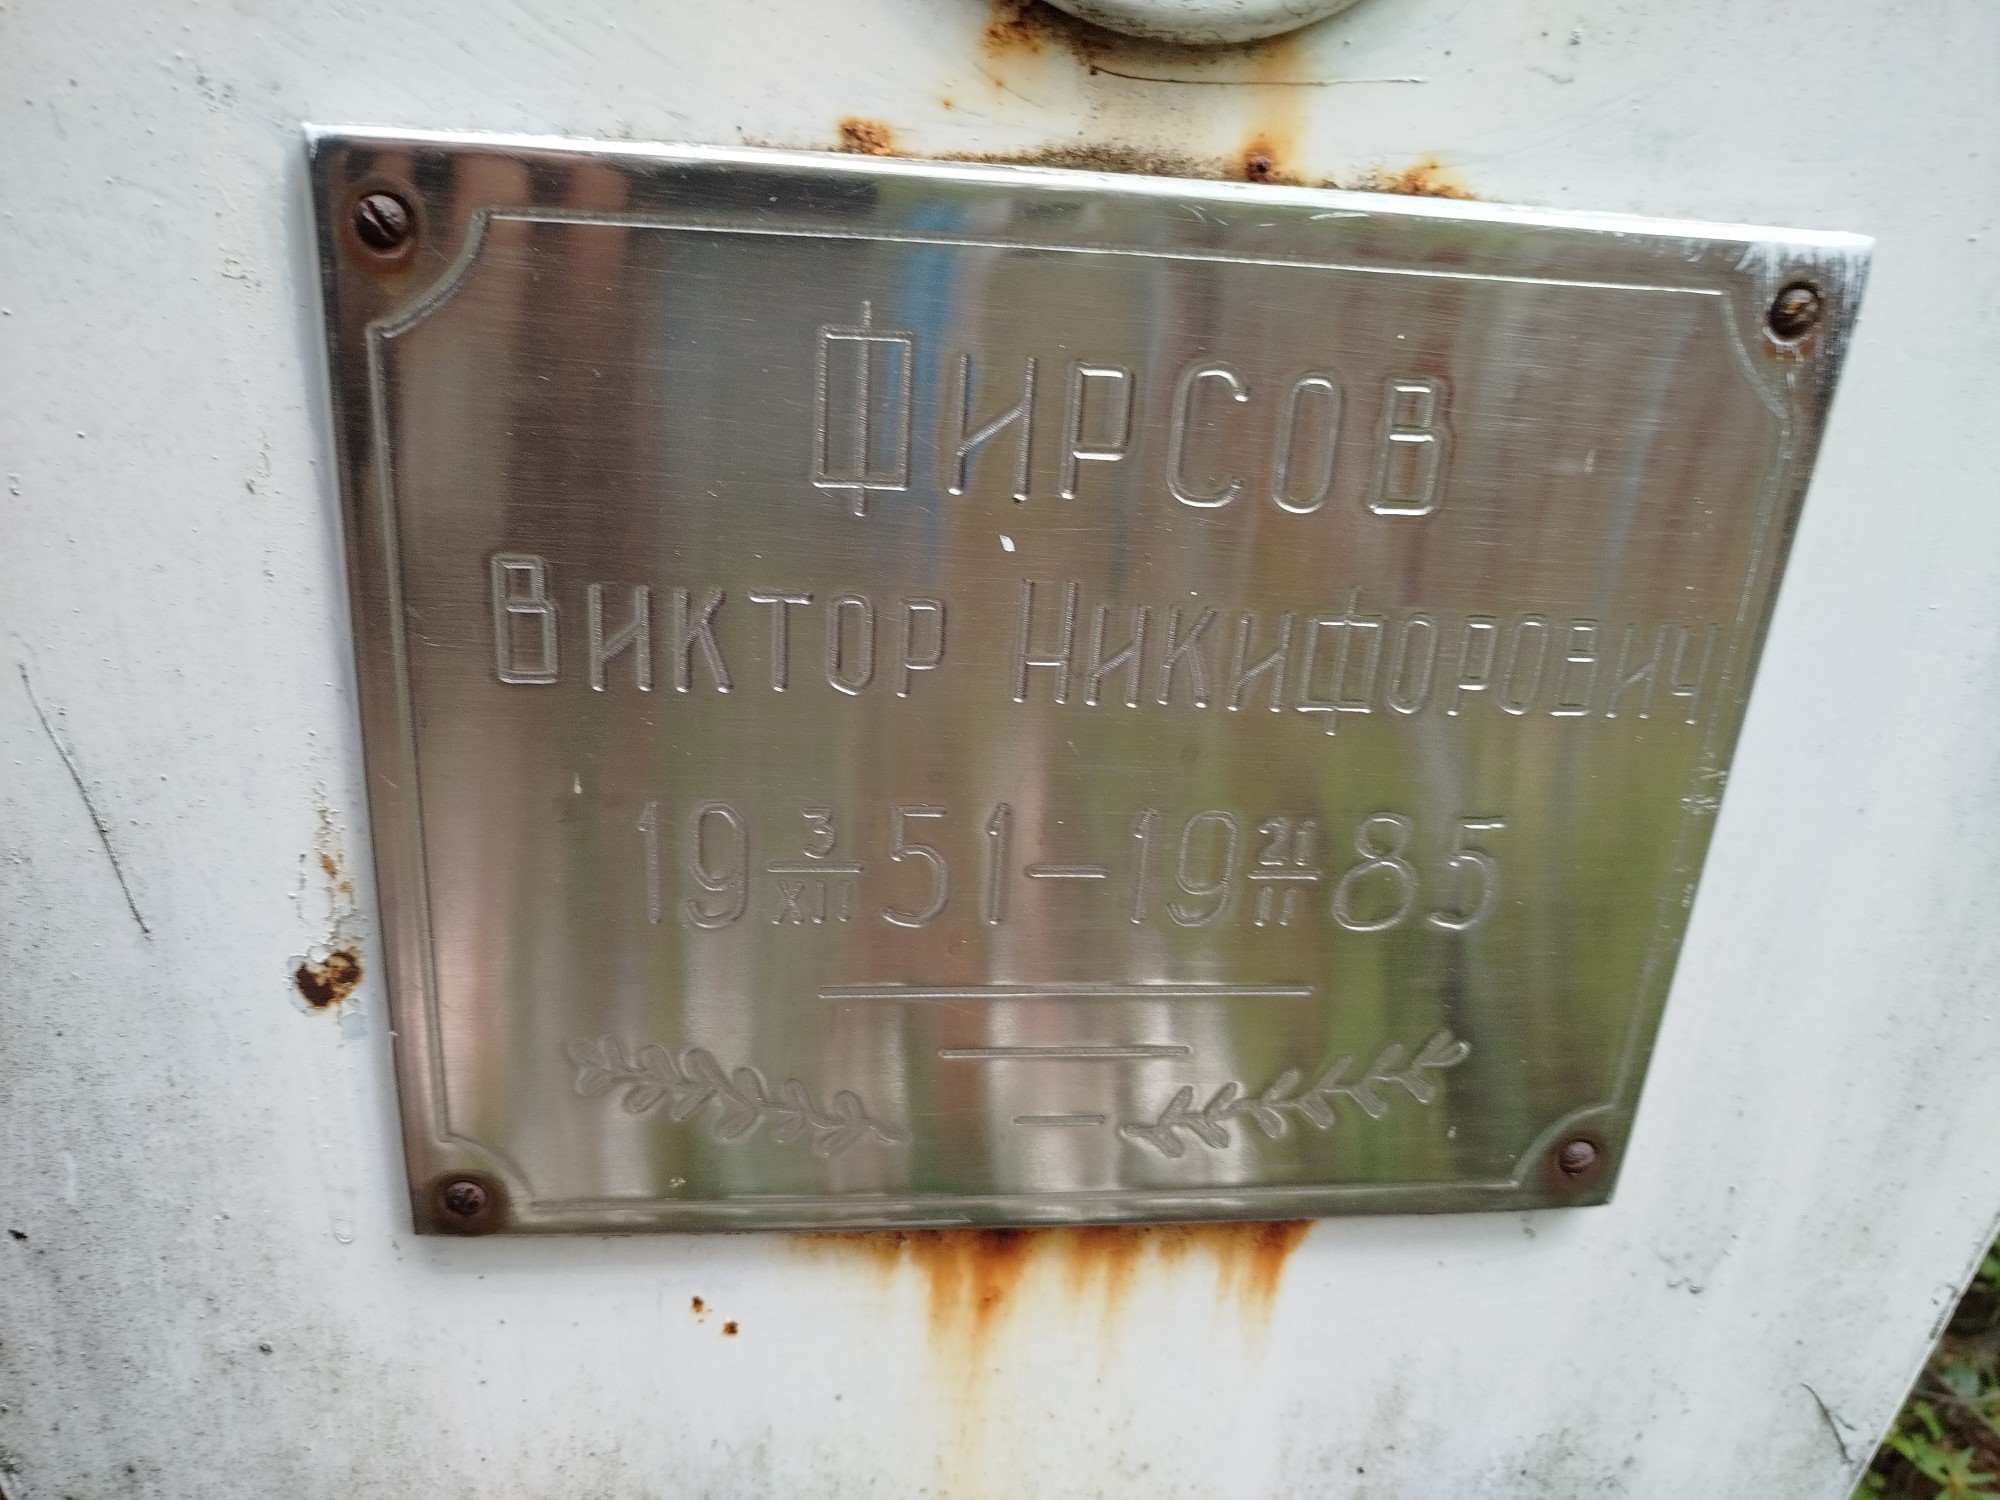 Фирсов
Виктор Никифорович
19 3/XII 51 – 19 21/II 85